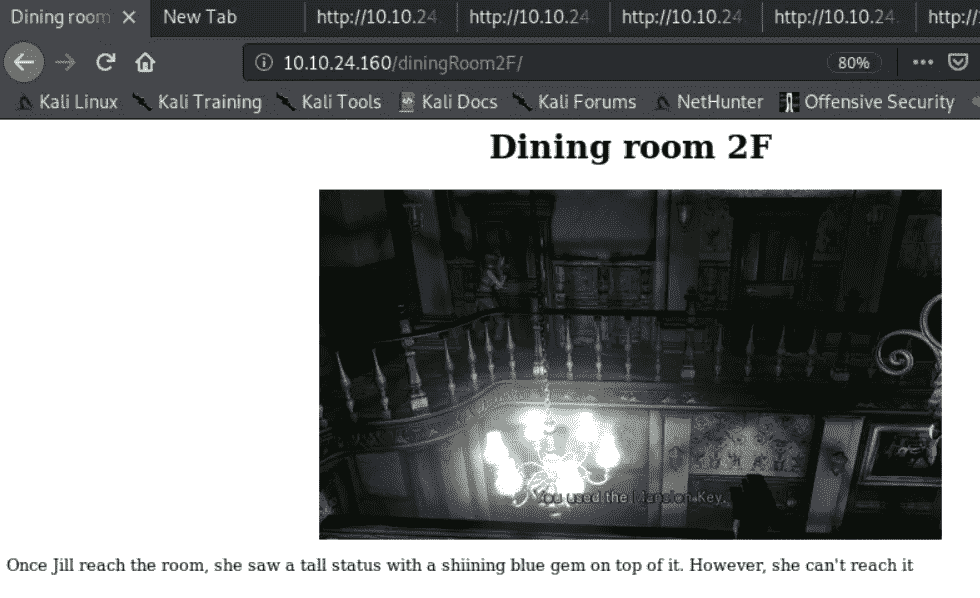 Dining room
New Tab
http://10.10.24
http://10.10.24
http://10.10.24
http://10.10.24.
http://
10.10.24.160/diningRoom2F/
80%
Kali Linux Kali Training Kali Tools Kali Docs Kali Forums NetHunter Offensive Security
Dining room 2F
You used the Mansion Key.
Once Jill reach the room, she saw a tall status with a shiining blue gem on top of it. However, she can't reach it